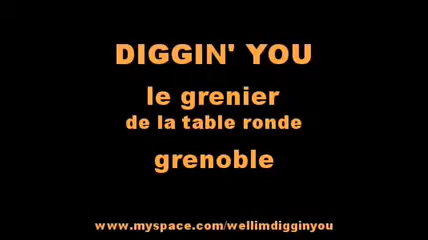 DIGGIN' YOU
le grenier
de la table ronde
grenoble
www.myspace.com/wellimdigginyou